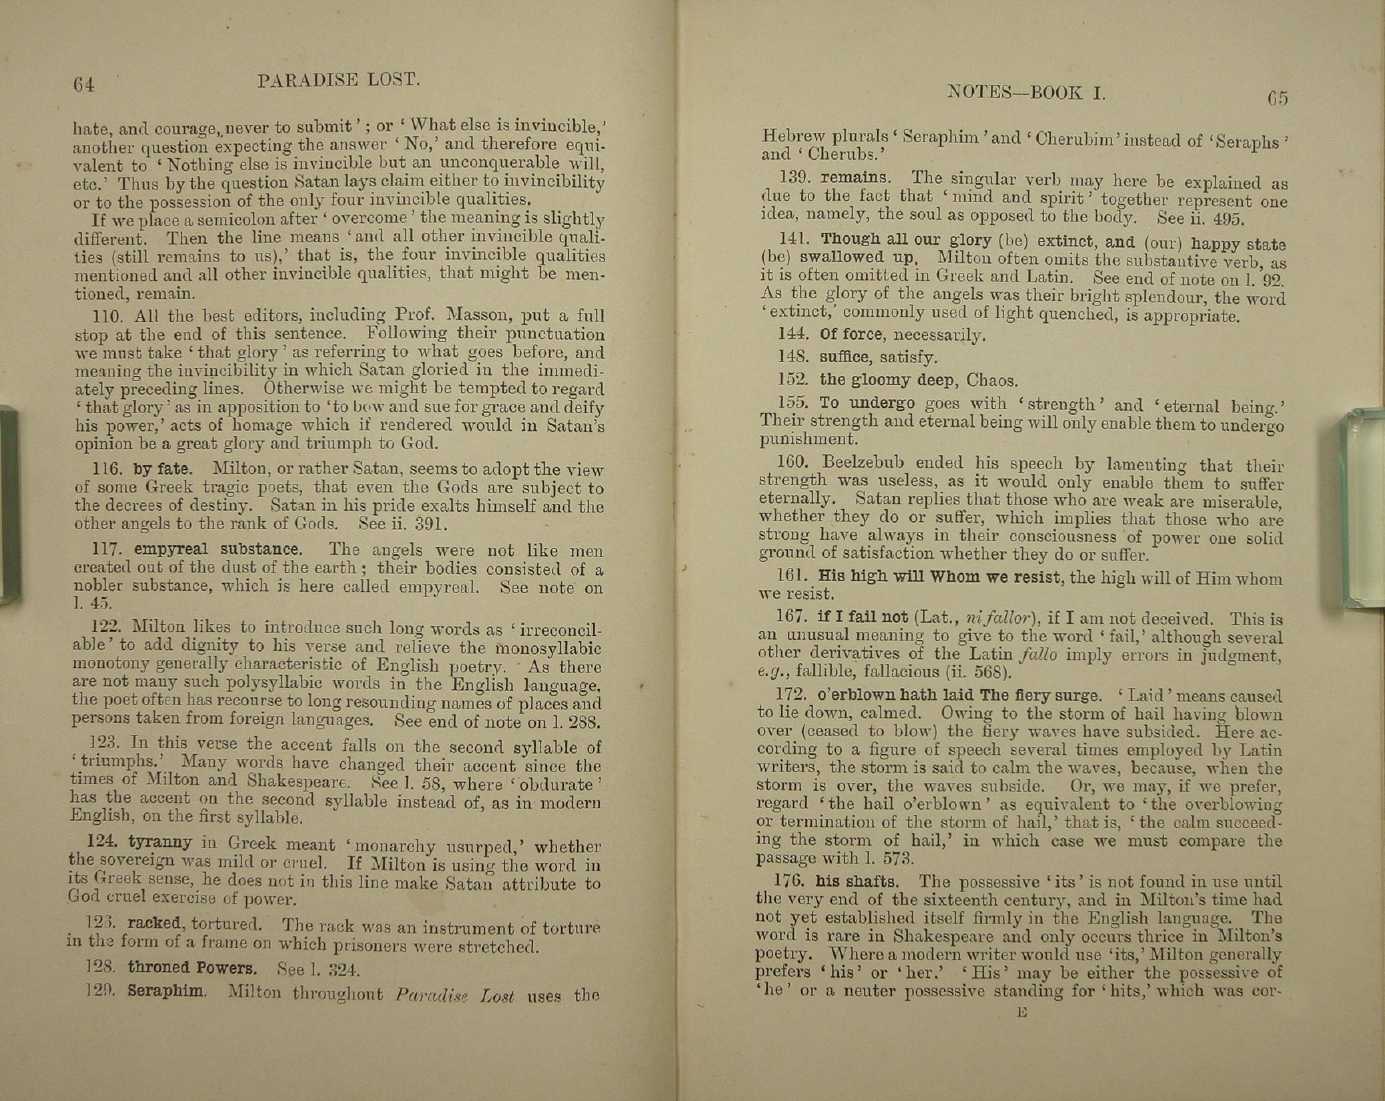 64
PARADISE LOST.
hate, and courage, never to submit' ; or ' What else is invincible,'
another question expecting the answer ' No,' and therefore equi-
valent to ' Nothing else is invincible but an unconquerable will,
etc.' Thus by the question Satan lays claim either to invincibility
or to the possession of the only four invincible qualities.
If we place a semicolon after ' overcome ' the meaning is slightly
different. Then the line means ' and all other invincible quali-
ties (still remains to us),' that is, the four invincible qualities
mentioned and all other invincible qualities, that might be men-
tioned, remain.
110. All the best editors, including Prof. Masson, put a full
stop at the end of this sentence. Following their punctuation
we must take ' that glory ' as referring to what goes before, and
meaning the invincibility in which Satan gloried in the immedi-
ately preceding lines. Otherwise we might be tempted to regard
' that glory ' as in apposition to ' to bow and sue for grace and deify
his power,' acts of homage which if rendered would in Satan's
opinion be a great glory and triumph to God.
116. by fate. Milton, or rather Satan, seems to adopt the view
of some Greek tragic poets, that even the Gods are subject to
the decrees of destiny. Satan in his pride exalts himself and the
other angels to the rank of Gods. See ii. 391.
117. empyreal substance. The angels were not like men
created out of the dust of the earth ; their bodies consisted of a
nobler substance, which is here called empyreal. See note on
l. 45.
122. Milton likes to introduce such long words as ' irreconcil-
able ' to add dignity to his verse and relieve the monosyllabic
monotony generally characteristic of English poetry. As there
are not many such polysyllabic words in the English language,
the poet often has recourse to long resounding names of places and
persons taken from foreign languages. See end of note on l. 288.
123. In this verse the accent falls on the second syllable of
' triumphs.' Many words have changed their accent since the
times of Milton and Shakespeare. See l. 58, where ' obdurate '
has the accent on the second syllable instead of, as in modern
English, on the first syllable.
124. tyranny in Greek meant ' monarchy usurped,' whether
the sovereign was mild or cruel. If Milton is using the word in
its Greek sense, he does not in this line make Satan attribute to
God cruel exercise of power.
racked, tortured. The rack was an instrument of torture
in the form of a frame on which prisoners were stretched.
128. throned Powers. See l. 324.
129. Seraphim. Milton throughout Paradise Lost uses the
NOTES—BOOK I.
65
Hebrew plurals ' Seraphim ' and ' Cherubim ' instead of ' Seraphs '
and ' Cherubs.'
139. remains. The singular verb may here be explained as
due to the fact that ' mind and spirit ' together represent one
idea, namely, the soul as opposed to the body. See ii. 495.
141. Though all our glory (be) extinct, and (our) happy state
(be) swallowed up. Milton often omits the substantive verb, as
it is often omitted in Greek and Latin. See end of note on l. 92.
As the glory of the angels was their bright splendour, the word
' extinct,' commonly used of light quenched, is appropriate.
144. Of force, necessarily.
148. suffice, satisfy.
152. the gloomy deep, Chaos.
155. To undergo goes with ' strength ' and ' eternal being.'
Their strength and eternal being will only enable them to undergo
punishment.
160. Beelzebub ended his speech by lamenting that their
strength was useless, as it would only enable them to suffer
eternally. Satan replies that those who are weak are miserable,
whether they do or suffer, which implies that those who are
strong have always in their consciousness of power one solid
ground of satisfaction whether they do or suffer.
161. His high will Whom we resist, the high will of Him whom
we resist.
167. if I fail not (Lat., ni fallor), if I am not deceived. This is
an unusual meaning to give to the word ' fail,' although several
other derivatives of the Latin fallo imply errors in judgment,
e.g., fallible, fallacious (ii. 568).
172. o'erblown hath laid The fiery surge. ' Laid ' means caused
to lie down, calmed. Owing to the storm of hail having blown
over (ceased to blow) the fiery waves have subsided. Here ac-
cording to a figure of speech several times employed by Latin
writers, the storm is said to calm the waves, because, when the
storm is over, the waves subside. Or, we may, if we prefer,
regard ' the hail o'erblown ' as equivalent to ' the overblowing
or termination of the storm of hail,' that is, ' the calm succeed-
ing the storm of hail,' in which case we must compare the
passage with l. 573.
176. his shafts. The possessive ' its ' is not found in use until
the very end of the sixteenth century, and in Milton's time had
not yet established itself firmly in the English language. The
word is rare in Shakespeare and only occurs thrice in Milton's
poetry. Where a modern writer would use ' its,' Milton generally
prefers ' his ' or ' her.' ' His ' may be either the possessive of
' he ' or a neuter possessive standing for ' hits,' which was cor-
E